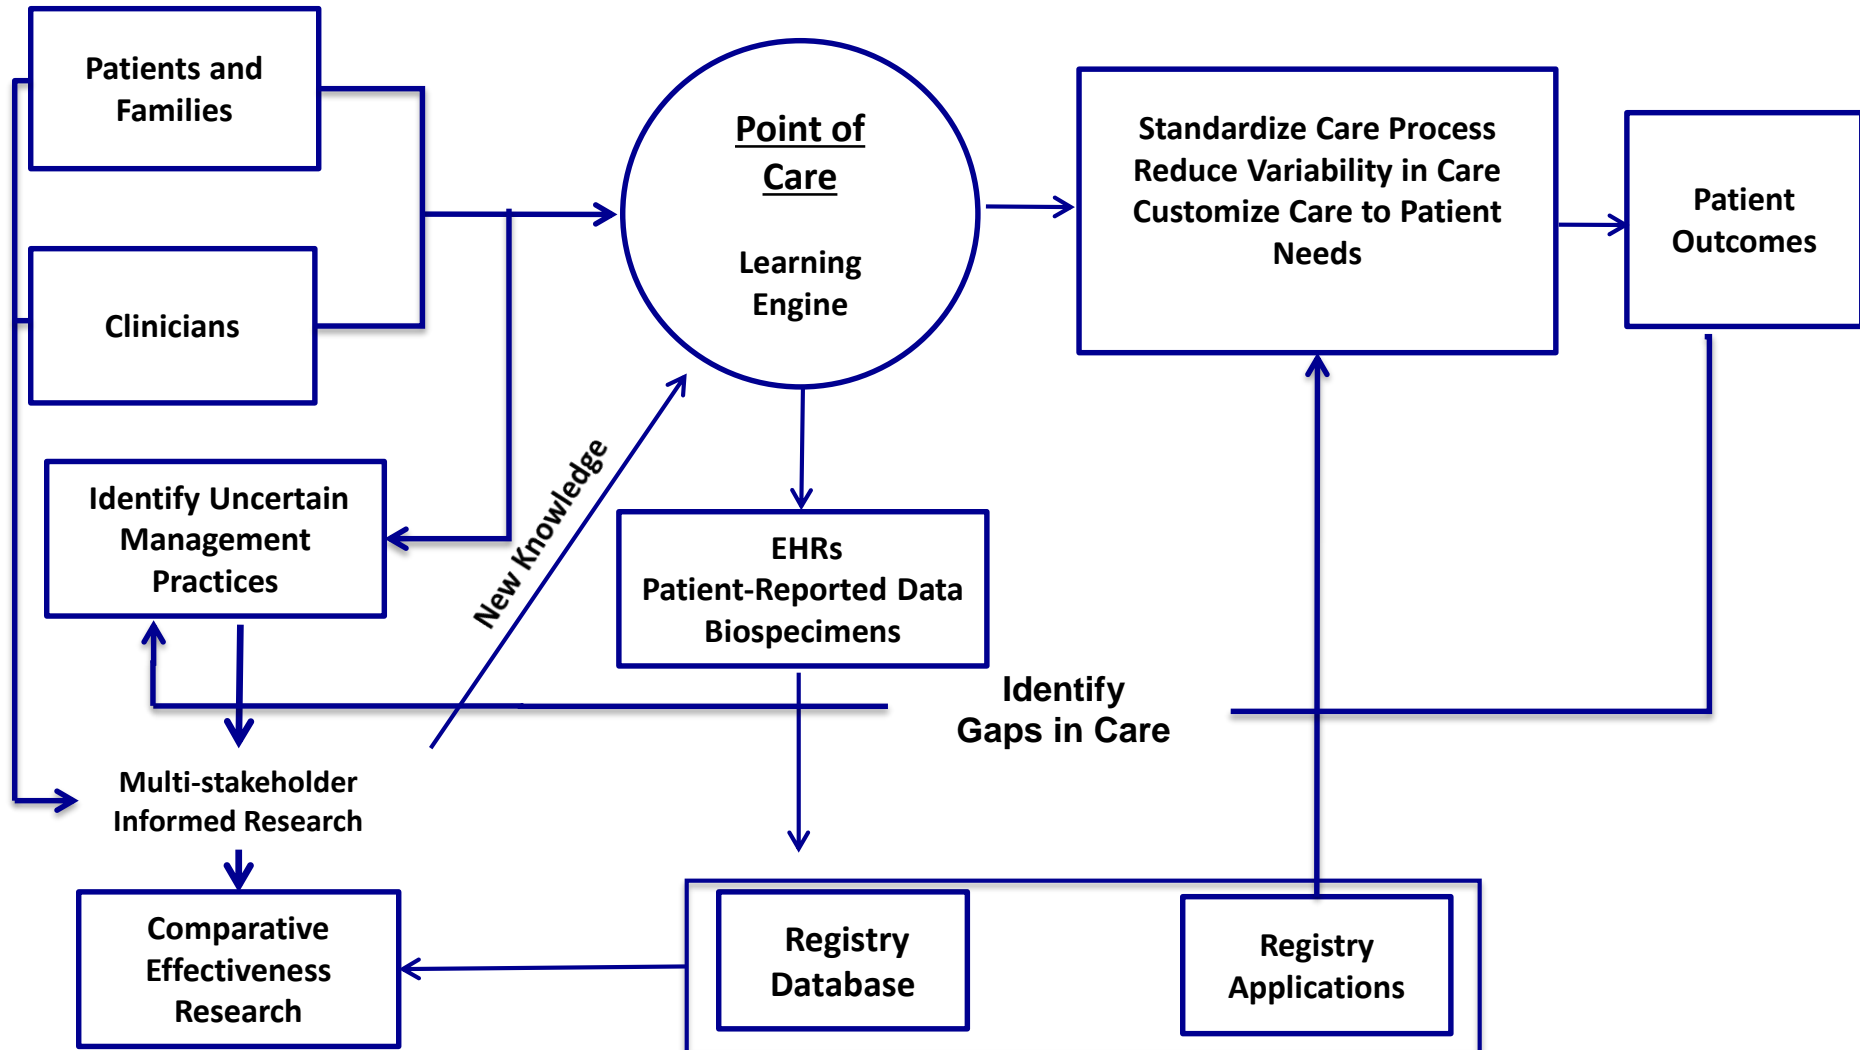 Patients and
Families
Clinicians
Point of
Care
Learning
Engine
Standardize Care Process
Reduce Variability in Care
Customize Care to Patient
Needs
Patient
Outcomes
Identify Uncertain
Management
Practices
New Knowledge
EHRs
Patient-Reported Data
Biospecimens
Identify
Gaps in Care
Multi-stakeholder
Informed Research
Comparative
Effectiveness
Research
Registry
Database
Registry
Applications